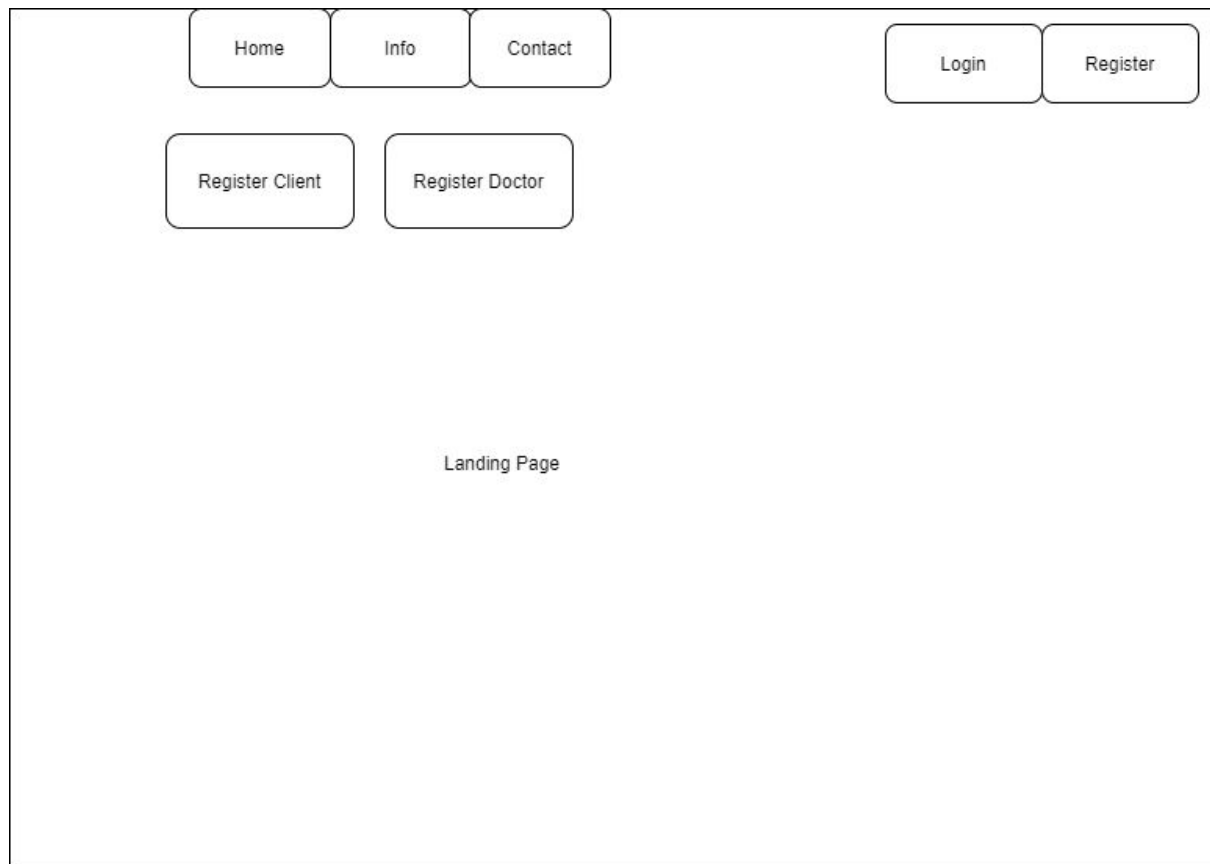 Home
Info
Contact
Login
Register
Register Client
Register Doctor
Landing Page